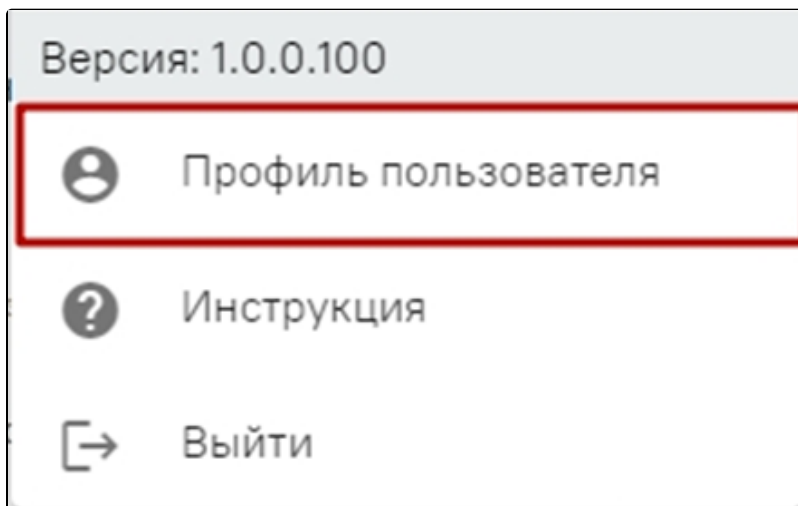 Версия: 1.0.0.100
Профиль пользователя
Инструкция
Выйти